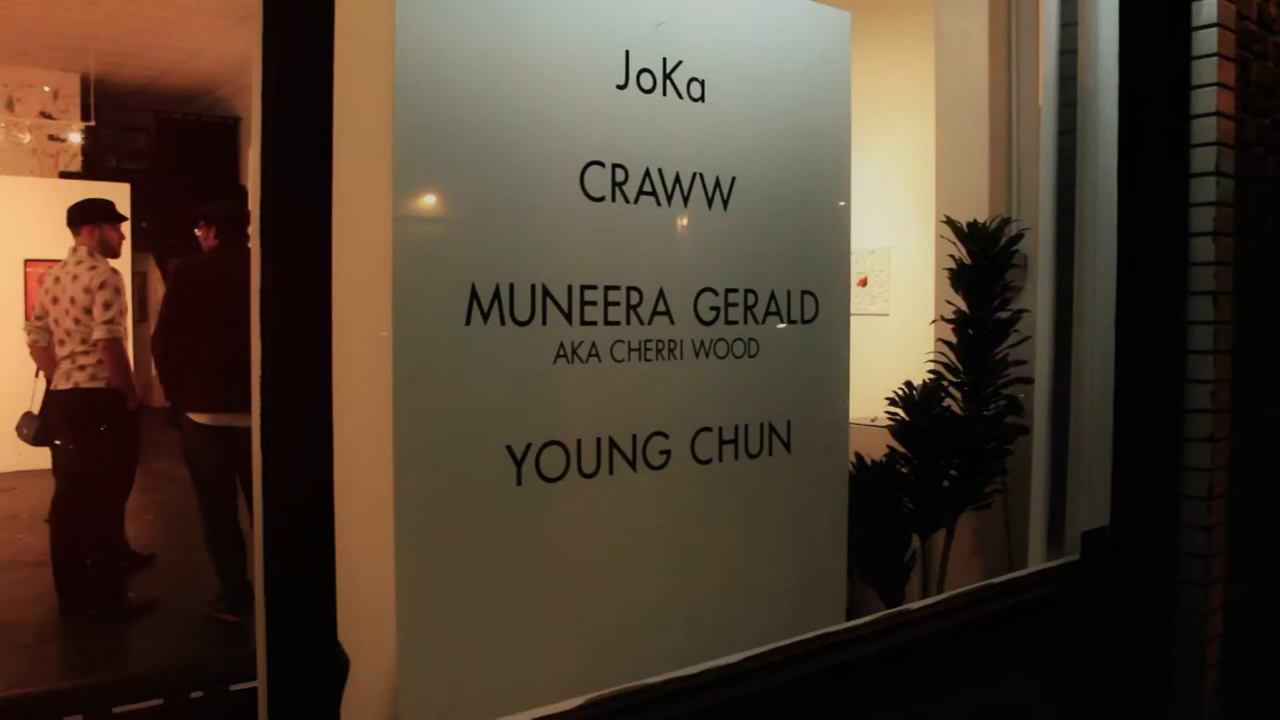 JoKa
CRAWW
MUNEERA GERALD
AKA CHERRI WOOD
YOUNG CHUN